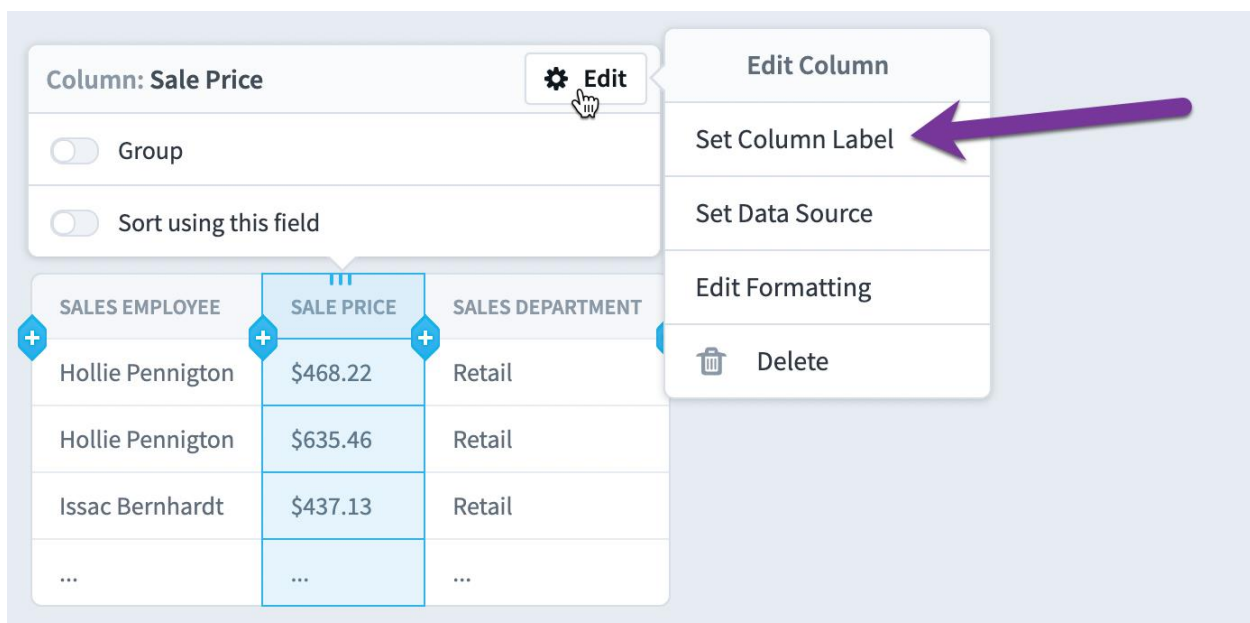 Column: Sale Price
Edit
Group
Sort using this field
Edit Column
Set Column Label
Set Data Source
Edit Formatting
Delete
SALES EMPLOYEE SALE PRICE SALES DEPARTMENT
Hollie Pennigton $468.22 Retail
Hollie Pennigton $635.46 Retail
Issac Bernhardt $437.13 Retail
... ... ...